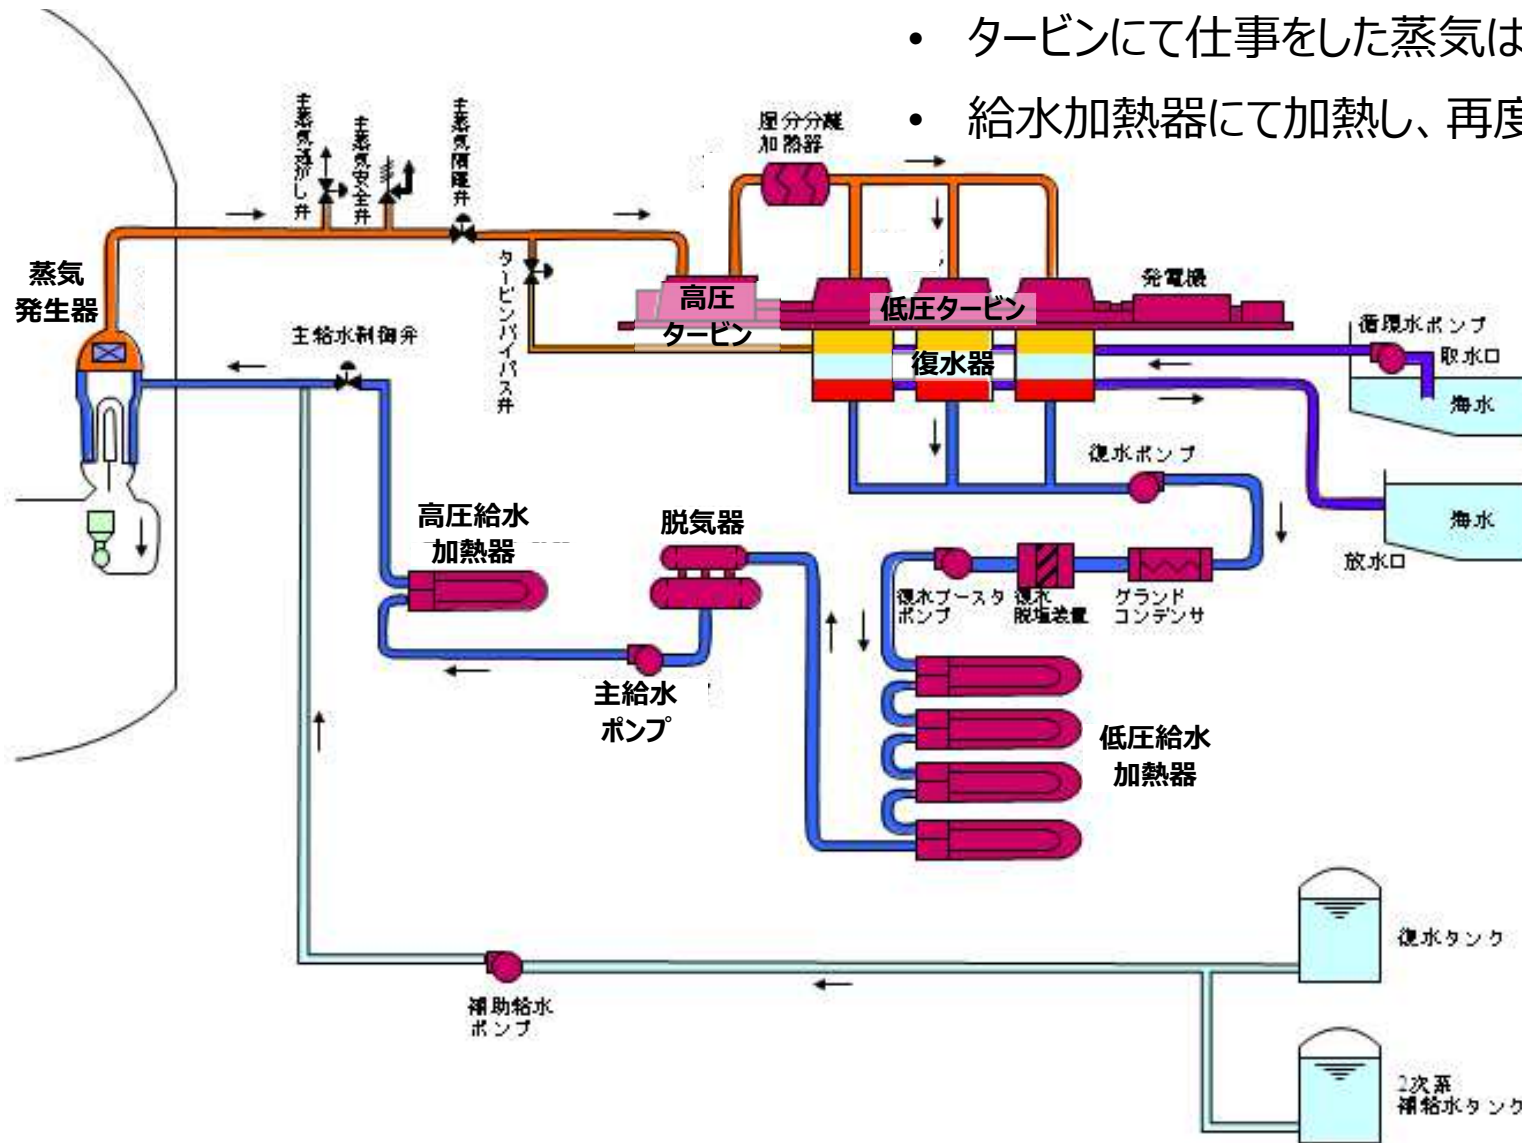 • タービンにて仕事をした蒸気は
• 給水加熱器にて加熱し、再度
主蒸気逃がし弁
主蒸気安全弁
主蒸気隔離弁
湿分分離
加熱器
蒸気
発生器
タービンバイパス弁
高圧
タービン
低圧タービン
発電機
復水器
主給水制御弁
循環水ポンプ
取水口
海水
復水ポンプ
海水
放水口
高圧給水
加熱器
脱気器
復水ブースタ
ポンプ
復水
脱塩装置
グランド
コンデンサ
主給水
ポンプ
低圧給水
加熱器
復水タンク
補助給水
ポンプ
2次系
補給水タンク